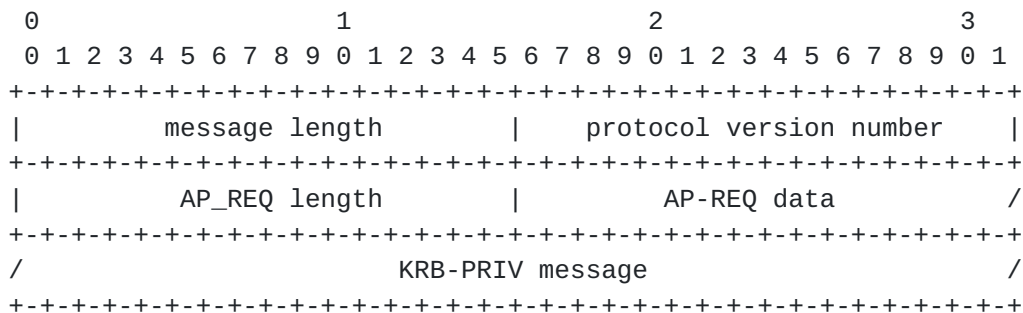 0                   1                   2                   3
 0 1 2 3 4 5 6 7 8 9 0 1 2 3 4 5 6 7 8 9 0 1 2 3 4 5 6 7 8 9 0 1
+-+-+-+-+-+-+-+-+-+-+-+-+-+-+-+-+-+-+-+-+-+-+-+-+-+-+-+-+-+-+-+-+
|         message length        |    protocol version number    |
+-+-+-+-+-+-+-+-+-+-+-+-+-+-+-+-+-+-+-+-+-+-+-+-+-+-+-+-+-+-+-+-+
|          AP_REQ length        |         AP-REQ data           /
+-+-+-+-+-+-+-+-+-+-+-+-+-+-+-+-+-+-+-+-+-+-+-+-+-+-+-+-+-+-+-+-+
/                        KRB-PRIV message                       /
+-+-+-+-+-+-+-+-+-+-+-+-+-+-+-+-+-+-+-+-+-+-+-+-+-+-+-+-+-+-+-+-+